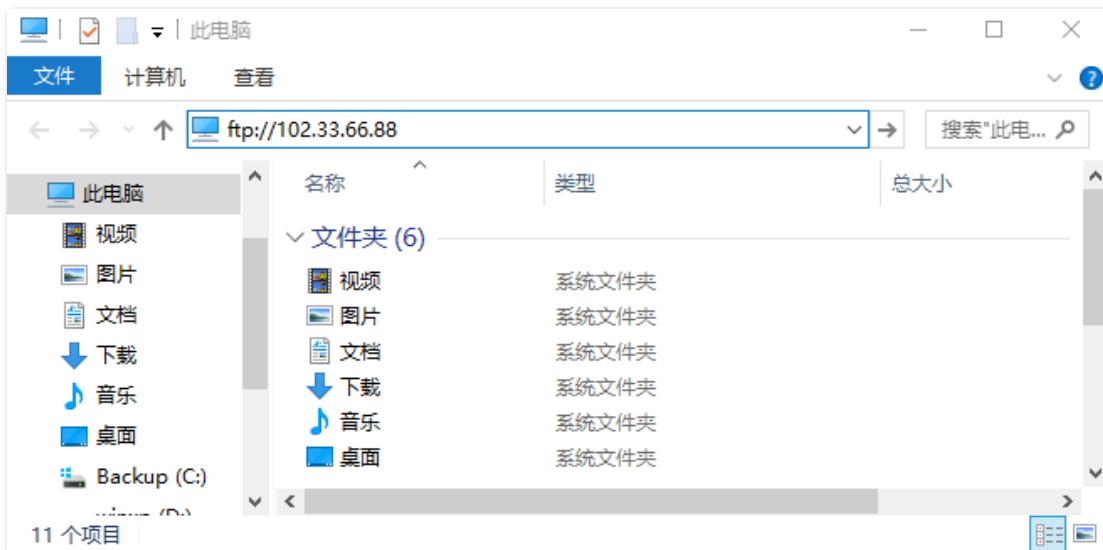 此电脑
文件 计算机 查看
ftp://102.33.66.88
搜索"此电...
此电脑
视频
图片
文档
下载
音乐
桌面
Backup (C:)
名称 类型 总大小
文件夹 (6)
视频 系统文件夹
图片 系统文件夹
文档 系统文件夹
下载 系统文件夹
音乐 系统文件夹
桌面 系统文件夹
11 个项目